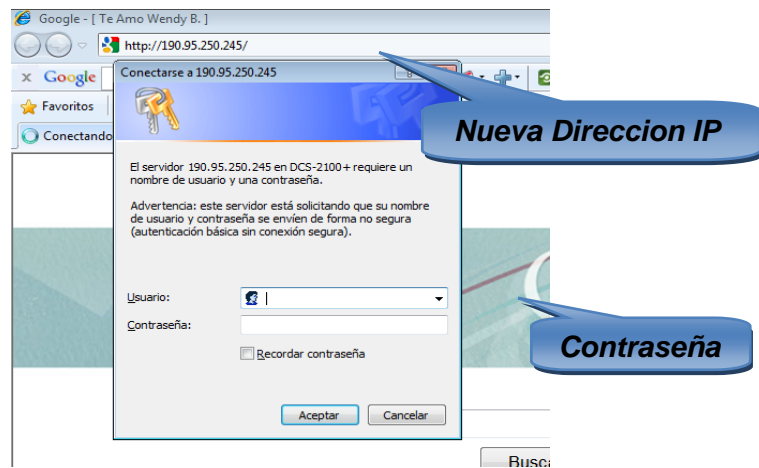 Google - [ Te Amo Wendy B. ]
http://190.95.250.245/
x Google
Conectarse a 190.95.250.245
Favoritos
Conectando
Nueva Direccion IP
El servidor 190.95.250.245 en DCS-2100+ requiere un
nombre de usuario y una contraseña.
Advertencia: este servidor está solicitando que su nombre
de usuario y contraseña se envíen de forma no segura
(autenticación básica sin conexión segura).
Usuario:
Contraseña:
Contraseña
Recordar contraseña
Aceptar
Cancelar